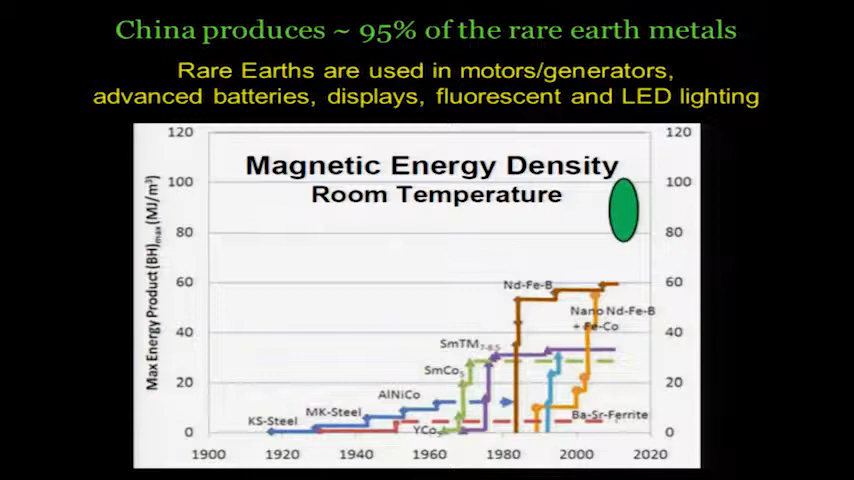 China produces ~ 95% of the rare earth metals
Rare Earths are used in motors/generators,
advanced batteries, displays, fluorescent and LED lighting
Magnetic Energy Density
Room Temperature
Max Energy Product (BH)max (MJ/m³)
120
100
80
60
40
20
0
120
100
80
60
40
20
0
Nd-Fe-B
Nano Nd-Fe-B
+ Fe-Co
SmTM7-8.5
SmCo5
AlNiCo
MK-Steel
KS-Steel
YCo5
Ba-Sr-Ferrite
1900 1920 1940 1960 1980 2000 2020